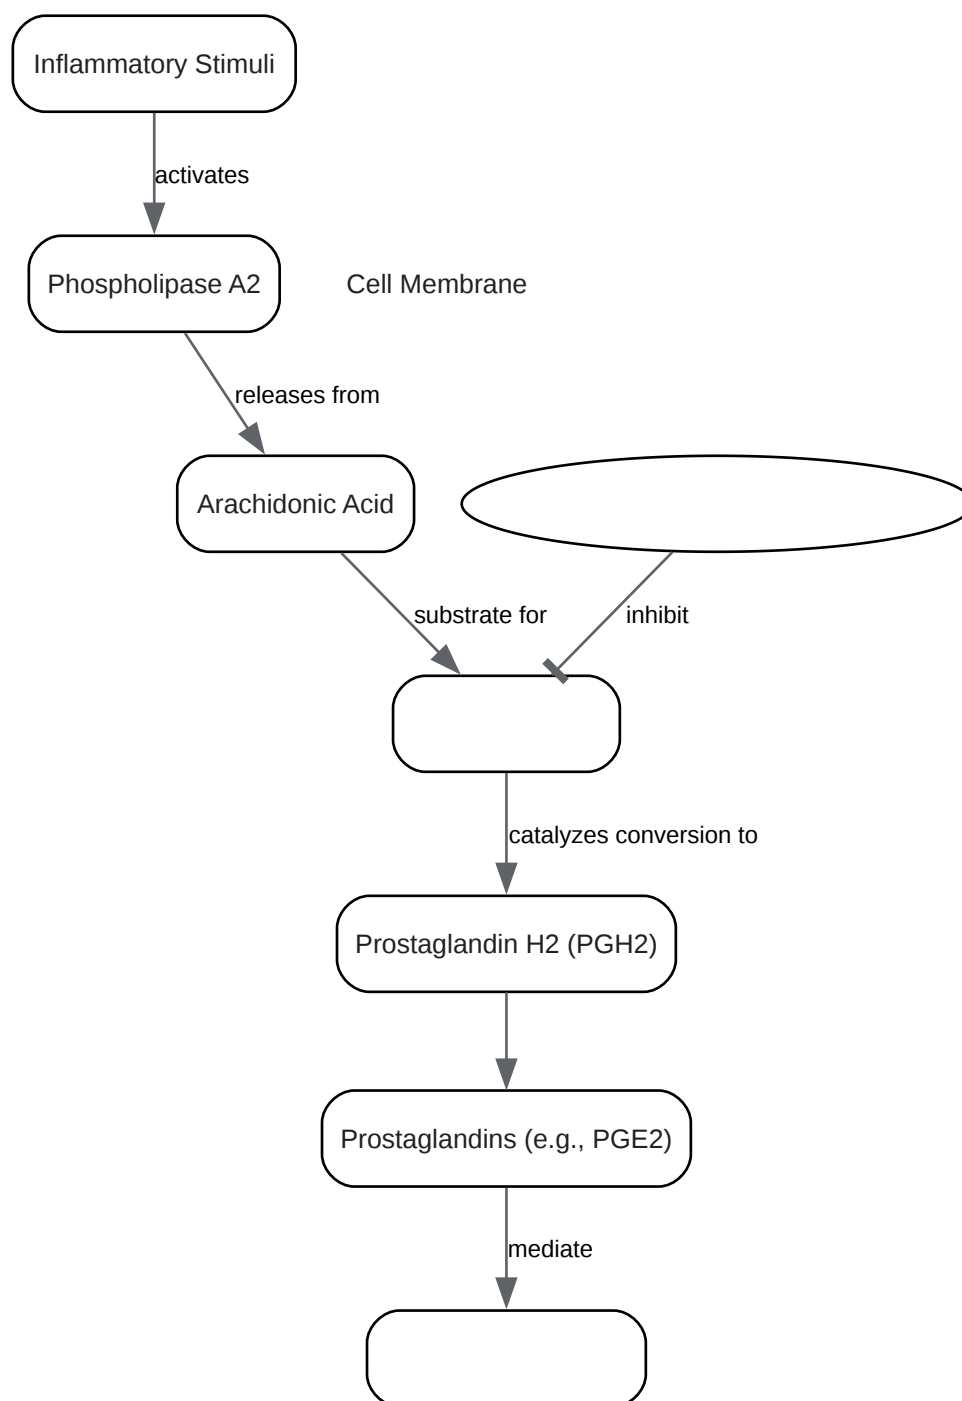 Inflammatory Stimuli
activates
Phospholipase A2
Cell Membrane
releases from
Arachidonic Acid
substrate for
inhibit
catalyzes conversion to
Prostaglandin H2 (PGH2)
Prostaglandins (e.g., PGE2)
mediate